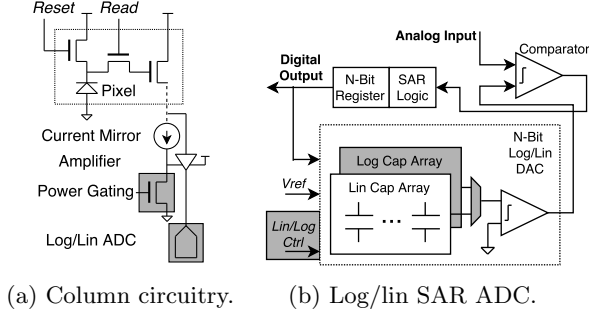 Reset Read
Pixel
Current Mirror
Amplifier
Power Gating
Log/Lin ADC
(a) Column circuitry.
Analog Input
Comparator
Digital
Output
N-Bit
Register
SAR
Logic
N-Bit
Log/Lin
DAC
Log Cap Array
Lin Cap Array
Vref
Lin/Log
Ctrl
...
(b) Log/lin SAR ADC.